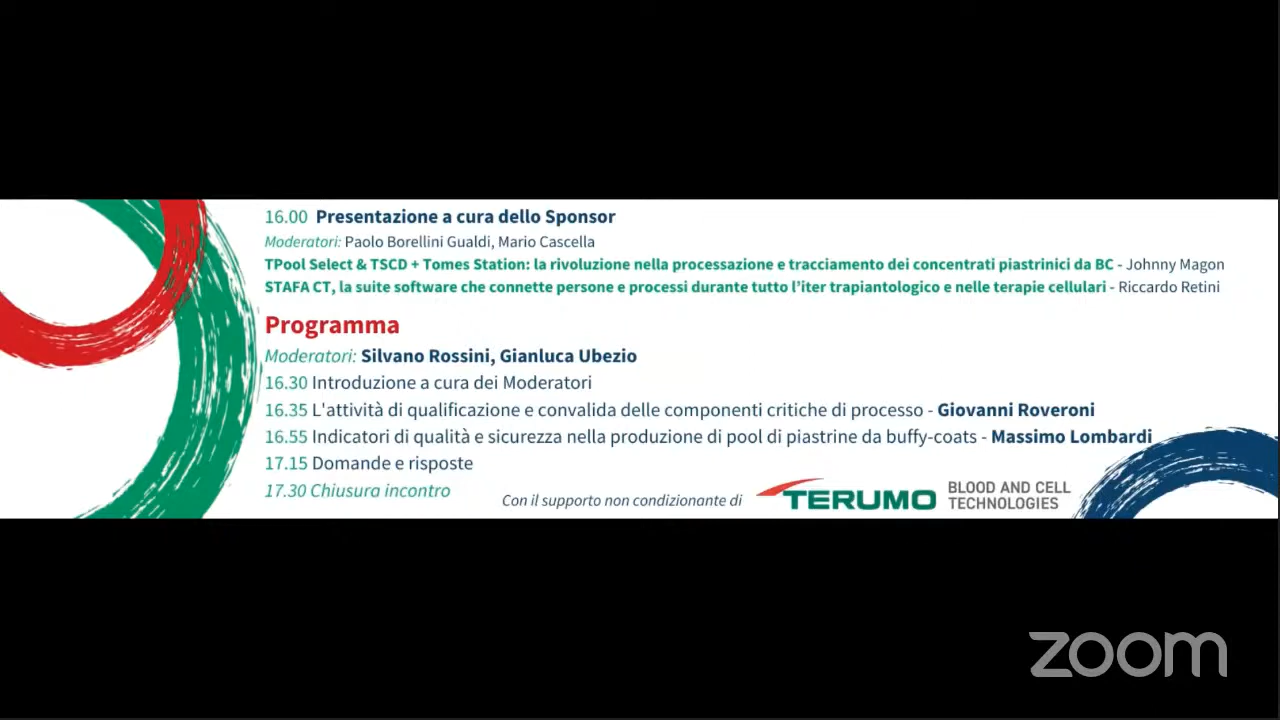 16.00 Presentazione a cura dello Sponsor
Moderatori: Paolo Borellini Gualdi, Mario Cascella
TPool Select & TSCD + Tomes Station: la rivoluzione nella processazione e tracciamento dei concentrati piastrinici da BC - Johnny Magon
STAFA CT, la suite software che connette persone e processi durante tutto l'iter trapiantologico e nelle terapie cellulari - Riccardo Retini
Programma
Moderatori: Silvano Rossini, Gianluca Ubezio
16.30 Introduzione a cura dei Moderatori
16.35 L'attività di qualificazione e convalida delle componenti critiche di processo - Giovanni Roveroni
16.55 Indicatori di qualità e sicurezza nella produzione di pool di piastrine da buffy-coats - Massimo Lombardi
17.15 Domande e risposte
17.30 Chiusura incontro
Con il supporto non condizionante di
TERUMO
BLOOD AND CELL
TECHNOLOGIES
zoom